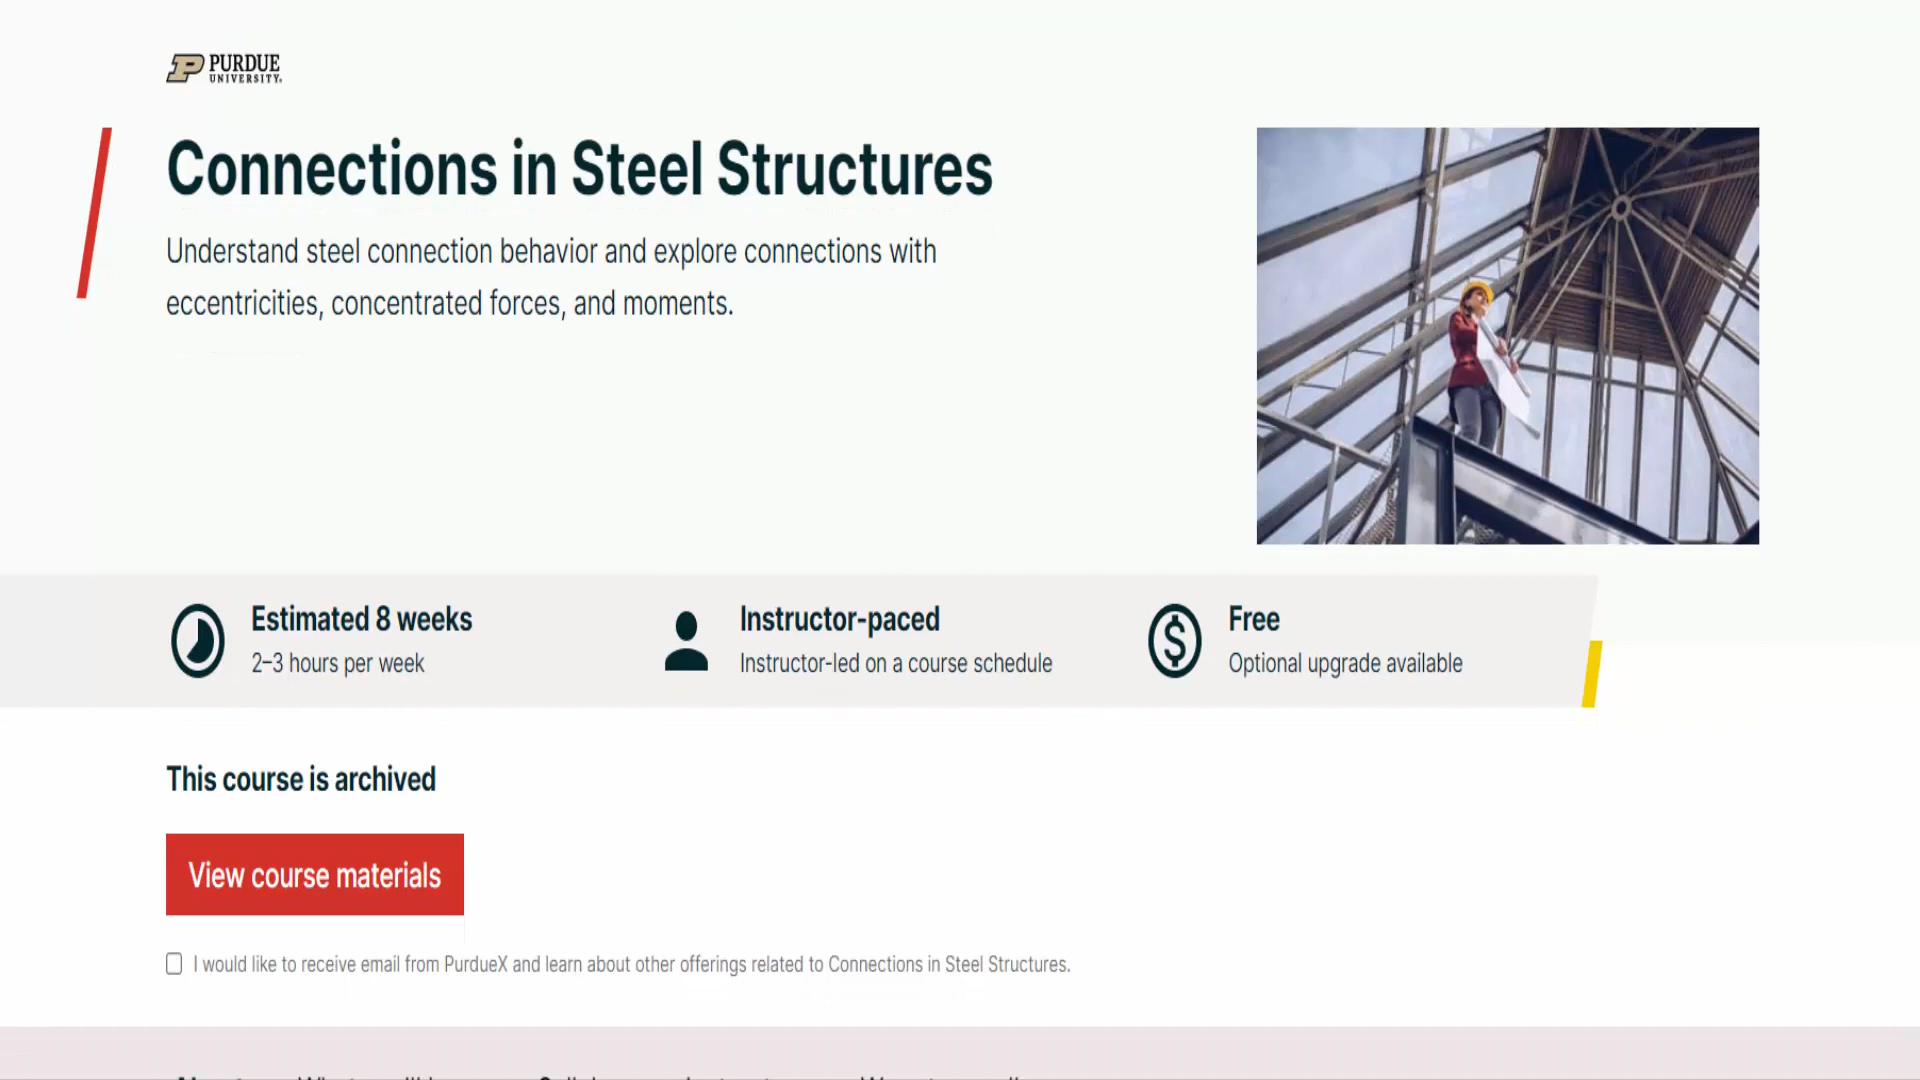 PURDUE
UNIVERSITY
Connections in Steel Structures
Understand steel connection behavior and explore connections with
eccentricities, concentrated forces, and moments.
Estimated 8 weeks
2–3 hours per week
Instructor-paced
Instructor-led on a course schedule
Free
Optional upgrade available
This course is archived
View course materials
I would like to receive email from PurdueX and learn about other offerings related to Connections in Steel Structures.